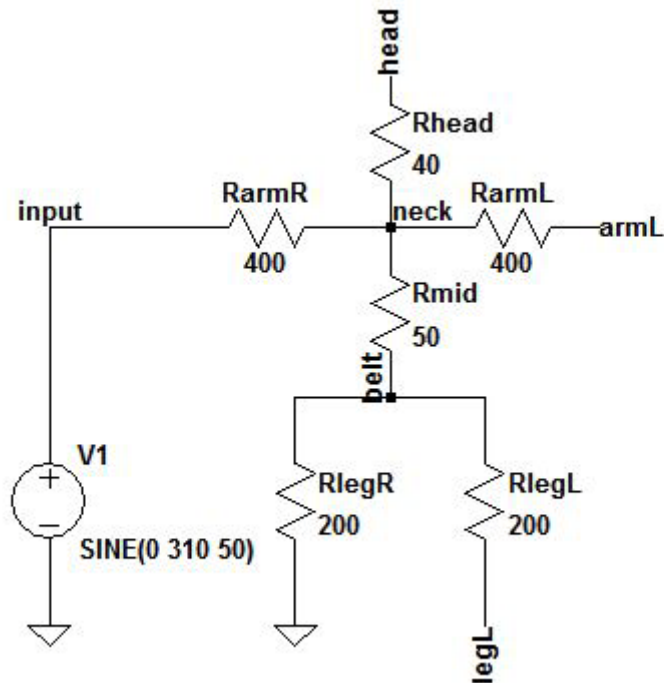 head
Rhead
40
input
RarmR
400
neck
RarmL
400
armL
Rmid
50
belt
V1
SINE(0 310 50)
RlegR
200
RlegL
200
legL